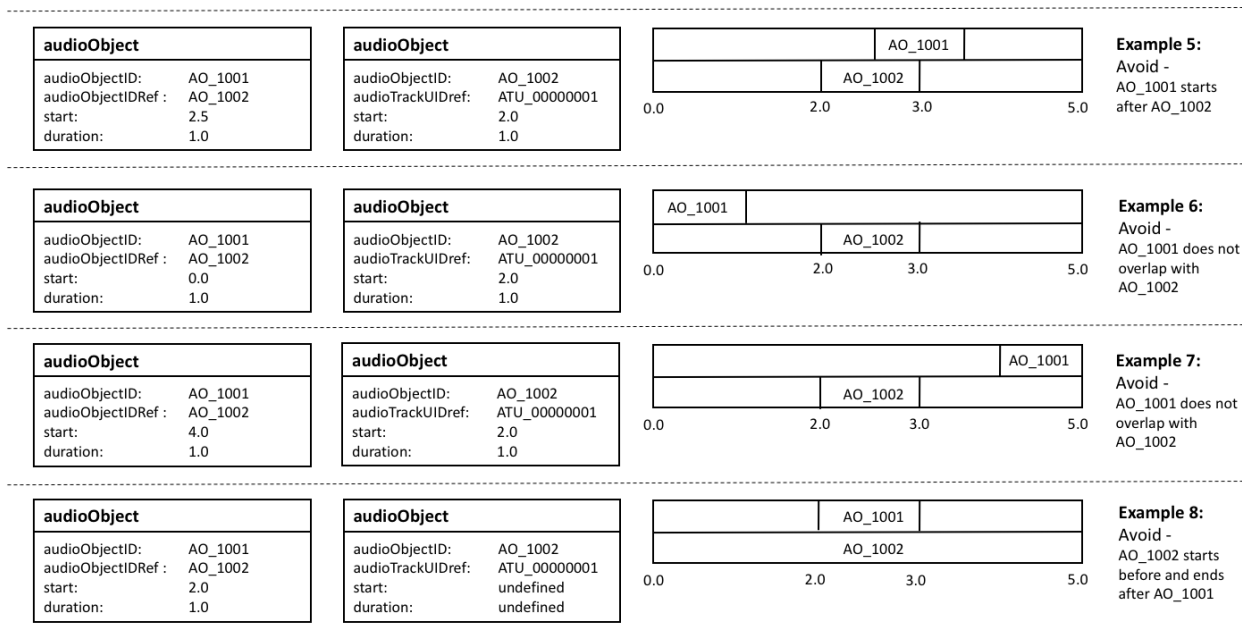 audioObject
audioObjectID: AO_1001
audioObjectIDRef : AO_1002
start: 2.5
duration: 1.0
audioObject
audioObjectID: AO_1002
audioTrackUIDref: ATU_00000001
start: 2.0
duration: 1.0
AO_1001
AO_1002
0.0 2.0 3.0 5.0
Example 5:
Avoid -
AO_1001 starts
after AO_1002
audioObject
audioObjectID: AO_1001
audioObjectIDRef : AO_1002
start: 0.0
duration: 1.0
audioObject
audioObjectID: AO_1002
audioTrackUIDref: ATU_00000001
start: 2.0
duration: 1.0
AO_1001
AO_1002
0.0 2.0 3.0 5.0
Example 6:
Avoid -
AO_1001 does not
overlap with
AO_1002
audioObject
audioObjectID: AO_1001
audioObjectIDRef : AO_1002
start: 4.0
duration: 1.0
audioObject
audioObjectID: AO_1002
audioTrackUIDref: ATU_00000001
start: 2.0
duration: 1.0
AO_1001
AO_1002
0.0 2.0 3.0 5.0
Example 7:
Avoid -
AO_1001 does not
overlap with
AO_1002
audioObject
audioObjectID: AO_1001
audioObjectIDRef : AO_1002
start: 2.0
duration: 1.0
audioObject
audioObjectID: AO_1002
audioTrackUIDref: ATU_00000001
start: undefined
duration: undefined
AO_1001
AO_1002
0.0 2.0 3.0 5.0
Example 8:
Avoid -
AO_1002 starts
before and ends
after AO_1001